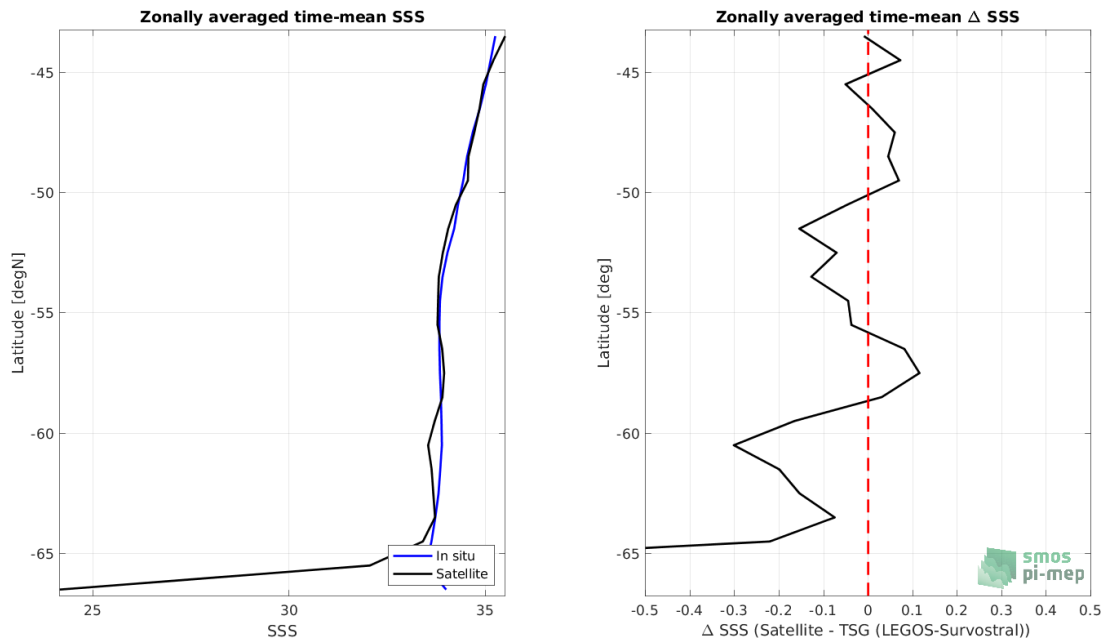 Zonally averaged time-mean SSS
-45
-50
-55
-60
-65
Latitude [degN]
25
30
35
SSS
In situ
Satellite
Zonally averaged time-mean Δ SSS
-45
-50
-55
-60
-65
Latitude [deg]
-0.5
-0.4
-0.3
-0.2
-0.1
0
0.1
0.2
0.3
0.4
0.5
Δ SSS (Satellite - TSG (LEGOS-Survostral))
smos
pi-mep